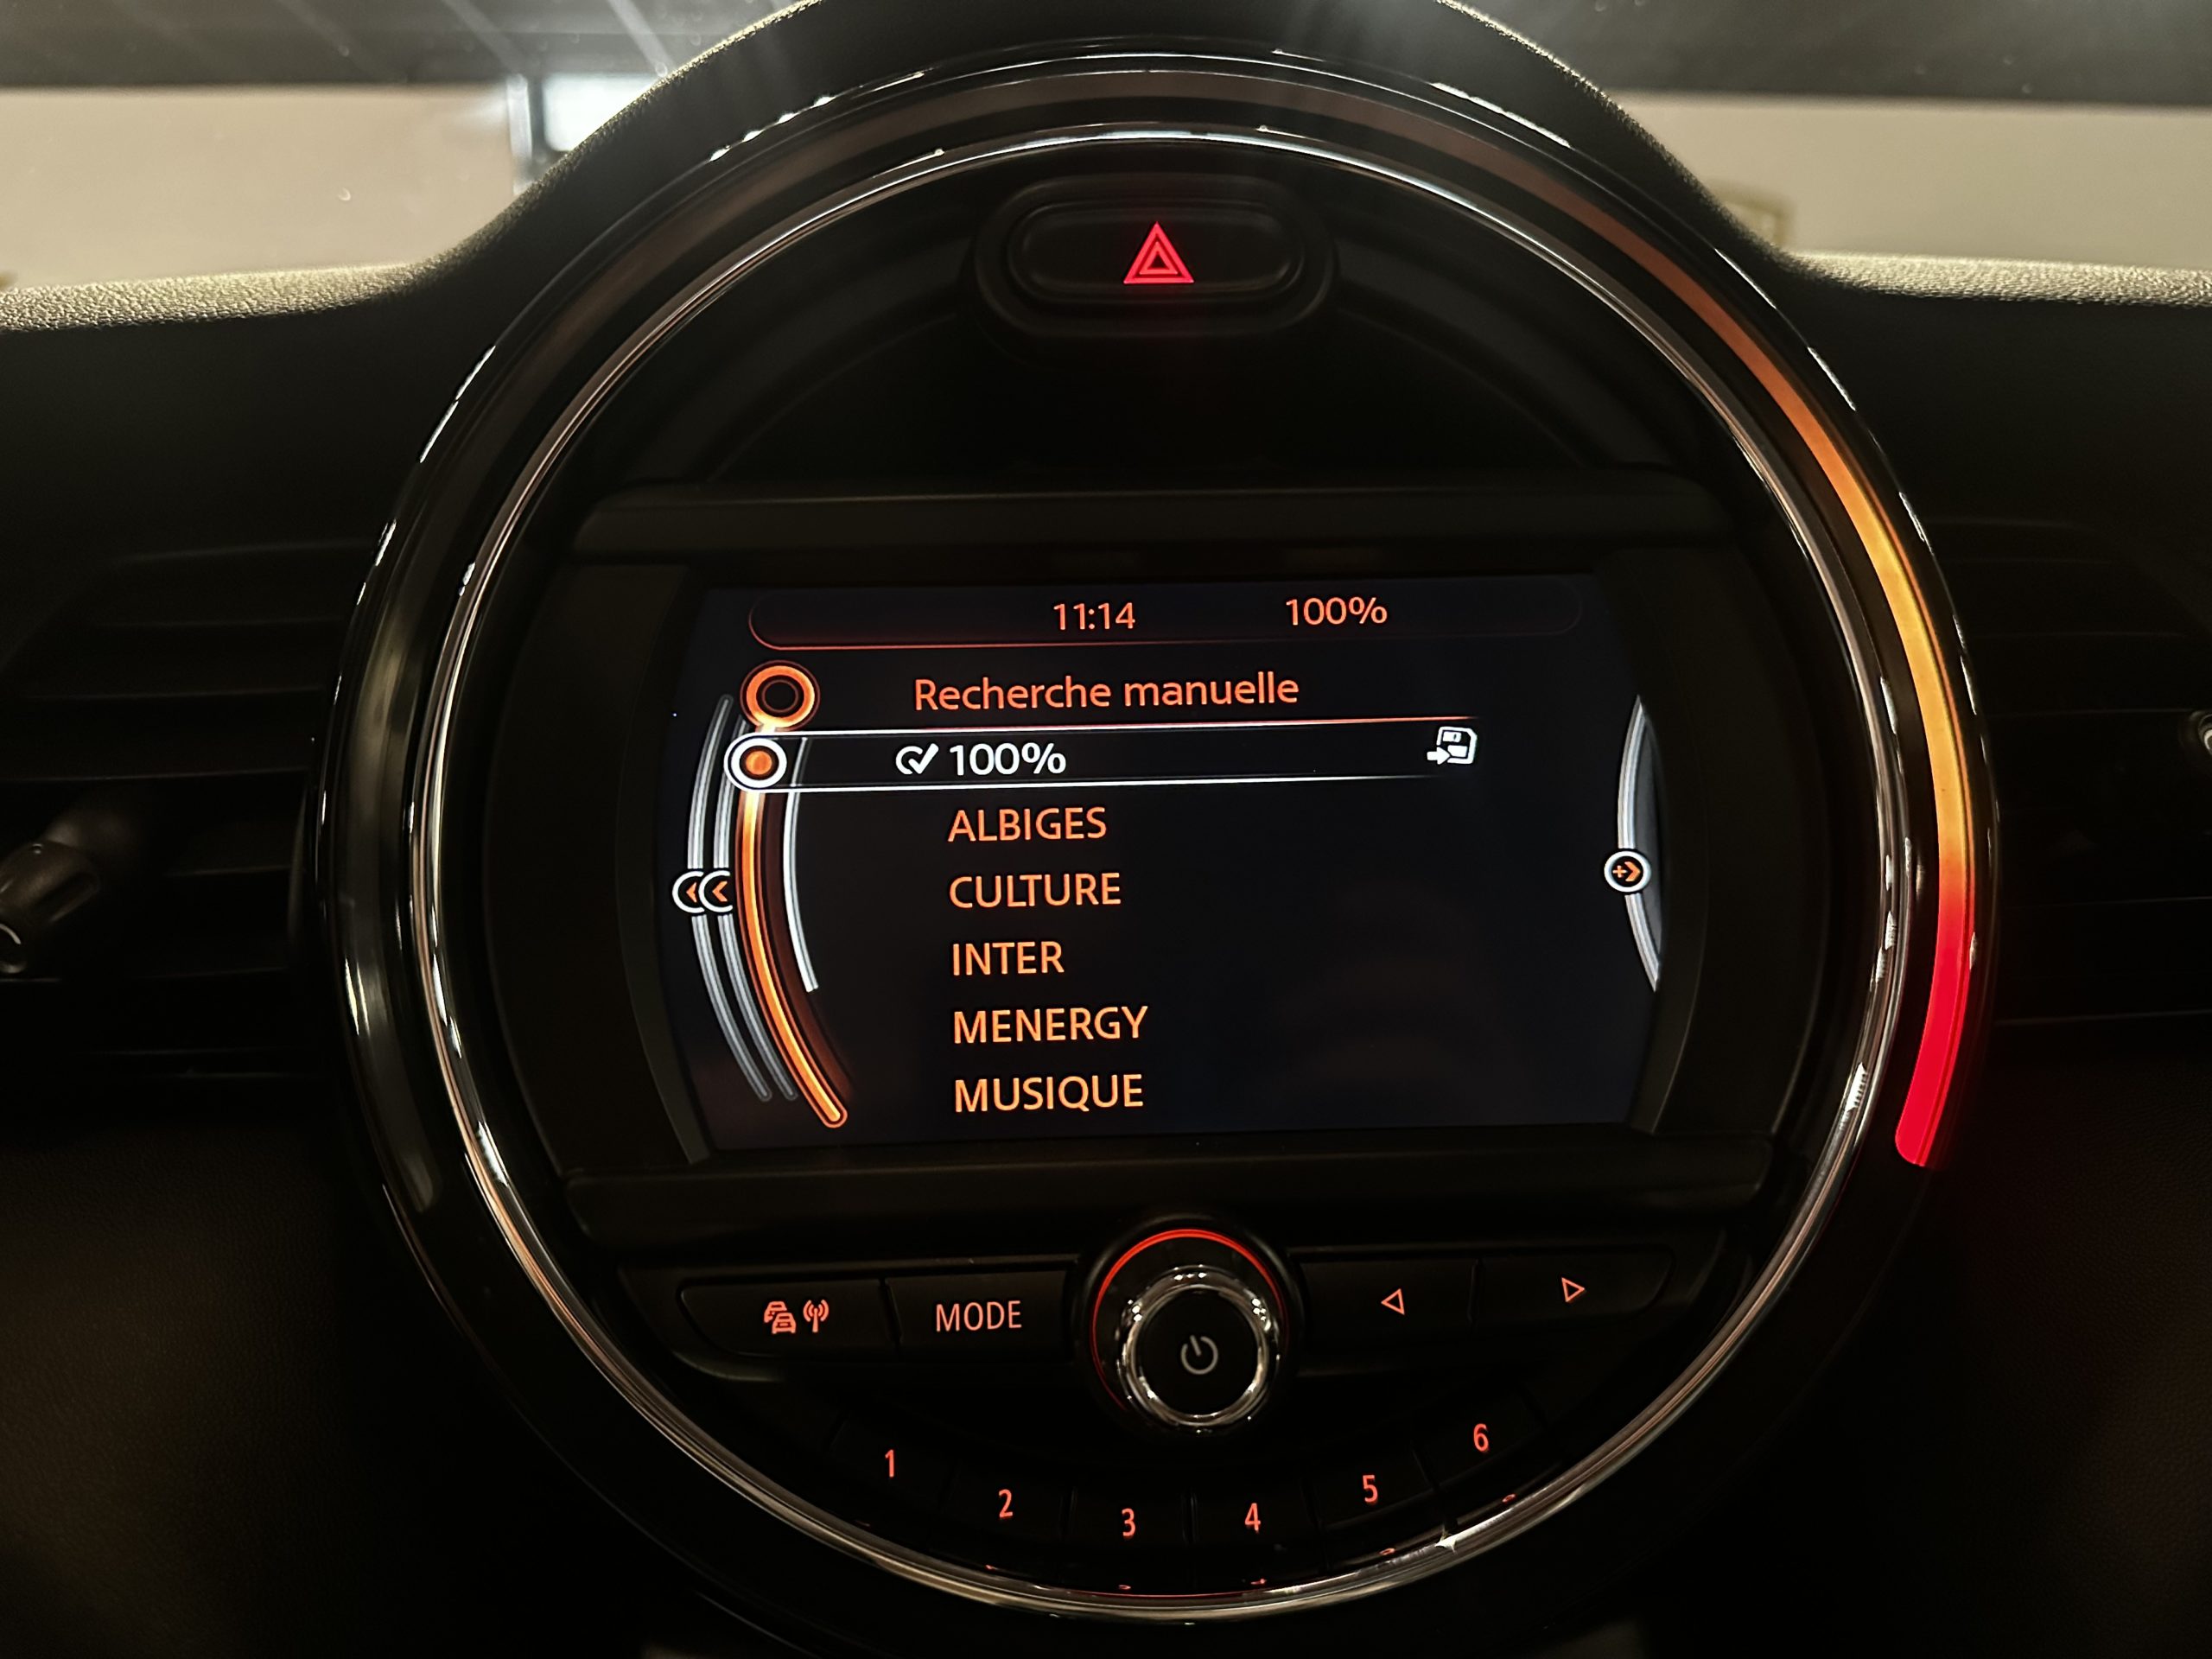 11:14 100%
Recherche manuelle
100%
ALBIGES
CULTURE
INTER
MENERGY
MUSIQUE
MODE
1 2 3 4 5 6